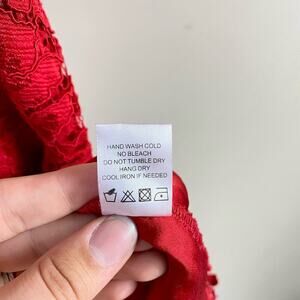 HAND WASH COLD
NO BLEACH
DO NOT TUMBLE DRY
HANG DRY
COOL IRON IF NEEDED